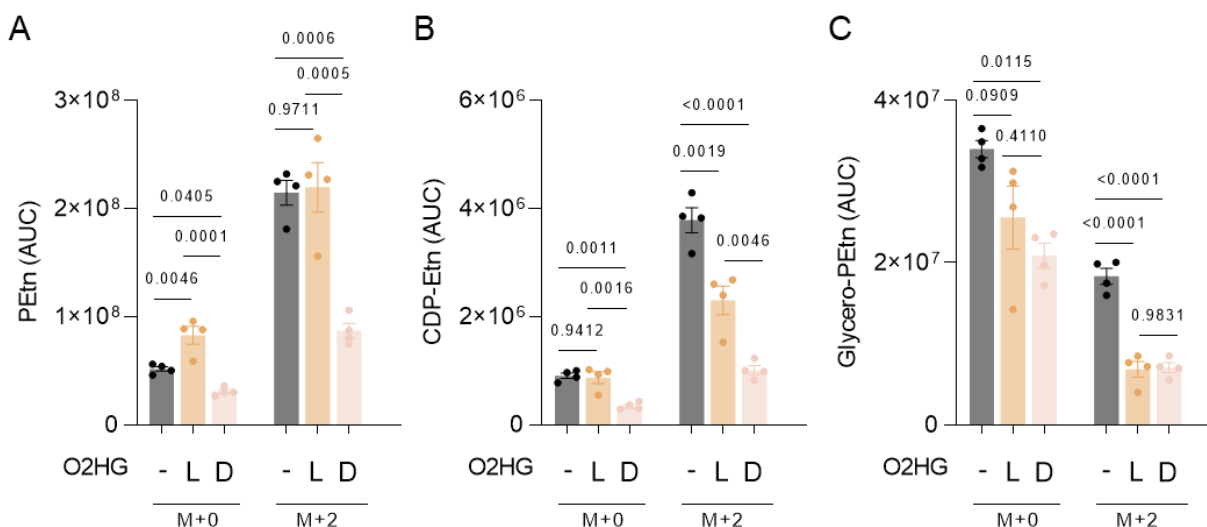 A
PEtn (AUC)
3×10⁸
2×10⁸
1×10⁸
0
0.0006
0.0005
0.9711
0.0405
0.0001
0.0046
O2HG
- L D - L D
M+0 M+2
B
CDP-Etn (AUC)
6×10⁶
4×10⁶
2×10⁶
0
<0.0001
0.0019
0.0046
0.0011
0.0016
0.9412
O2HG
- L D - L D
M+0 M+2
C
Glycero-PEtn (AUC)
4×10⁷
2×10⁷
0
0.0115
0.0909
0.4110
<0.0001
<0.0001
0.9831
O2HG
- L D - L D
M+0 M+2